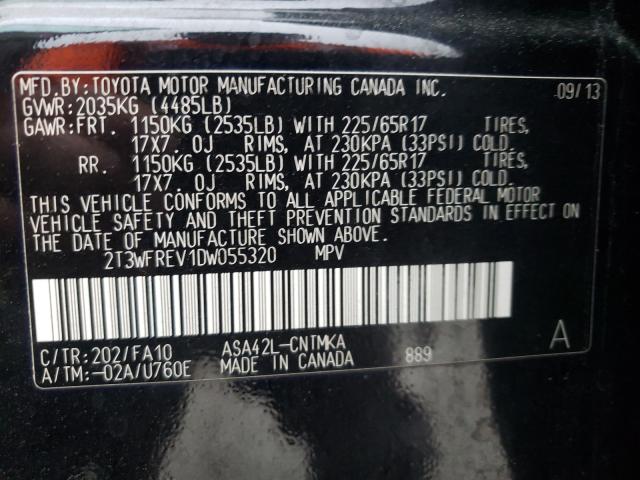 MFD.BY:TOYOTA MOTOR MANUFACTURING CANADA INC. 09/13
GVWR:2035KG (4485LB)
GAWR:FRT. 1150KG (2535LB) WITH 225/65R17 TIRES,
17X7.0J RIMS, AT 230KPA (33PSI) COLD.
RR. 1150KG (2535LB) WITH 225/65R17 TIRES,
17X7.0J RIMS, AT 230KPA (33PSI) COLD.
THIS VEHICLE CONFORMS TO ALL APPLICABLE FEDERAL MOTOR
VEHICLE SAFETY AND THEFT PREVENTION STANDARDS IN EFFECT ON
THE DATE OF MANUFACTURE SHOWN ABOVE.
2T3WFREV1DW055320 MPV
C/TR:202/FA10 ASA42L-CNTMKA 889 A
A/TM:-02A/U760E MADE IN CANADA